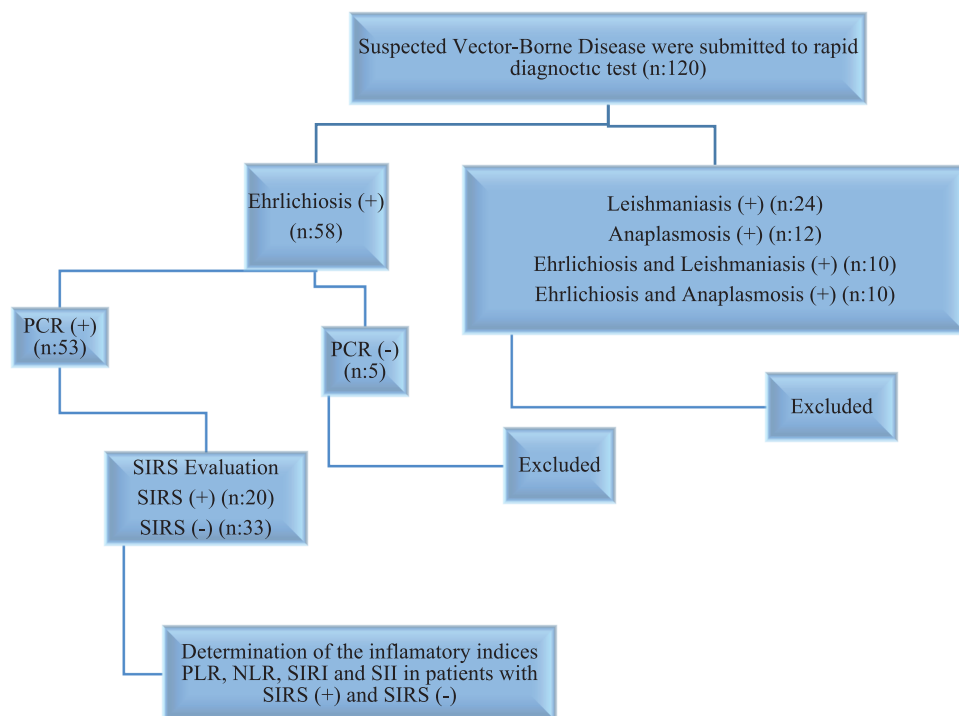 Suspected Vector-Borne Disease were submitted to rapid
diagnoctic test (n:120)
Ehrlichiosis (+)
(n:58)
Leishmaniasis (+) (n:24)
Anaplasmosis (+) (n:12)
Ehrlichiosis and Leishmaniasis (+) (n:10)
Ehrlichiosis and Anaplasmosis (+) (n:10)
PCR (+)
(n:53)
PCR (-)
(n:5)
Excluded
Excluded
SIRS Evaluation
SIRS (+) (n:20)
SIRS (-) (n:33)
Determination of the inflamatory indices
PLR, NLR, SIRI and SII in patients with
SIRS (+) and SIRS (-)